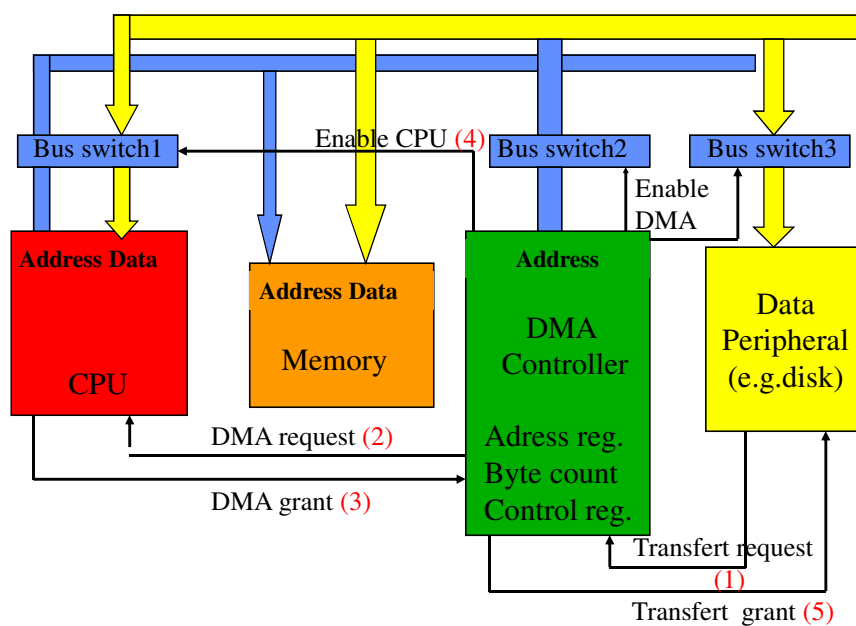 Enable CPU (4)
Bus switch1
Bus switch2
Bus switch3
Enable
DMA
Address Data
CPU
Address Data
Memory
Address
DMA
Controller
Adress reg.
Byte count
Control reg.
Data
Peripheral
(e.g.disk)
DMA request (2)
DMA grant (3)
Transfert request
(1)
Transfert grant (5)